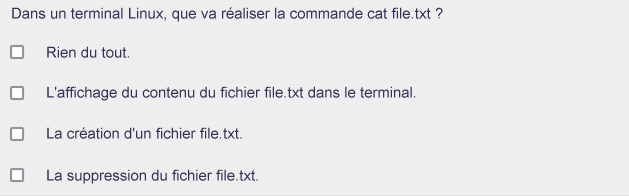 Dans un terminal Linux, que va réaliser la commande cat file.txt ?
Rien du tout.
L'affichage du contenu du fichier file.txt dans le terminal.
La création d'un fichier file.txt.
La suppression du fichier file.txt.